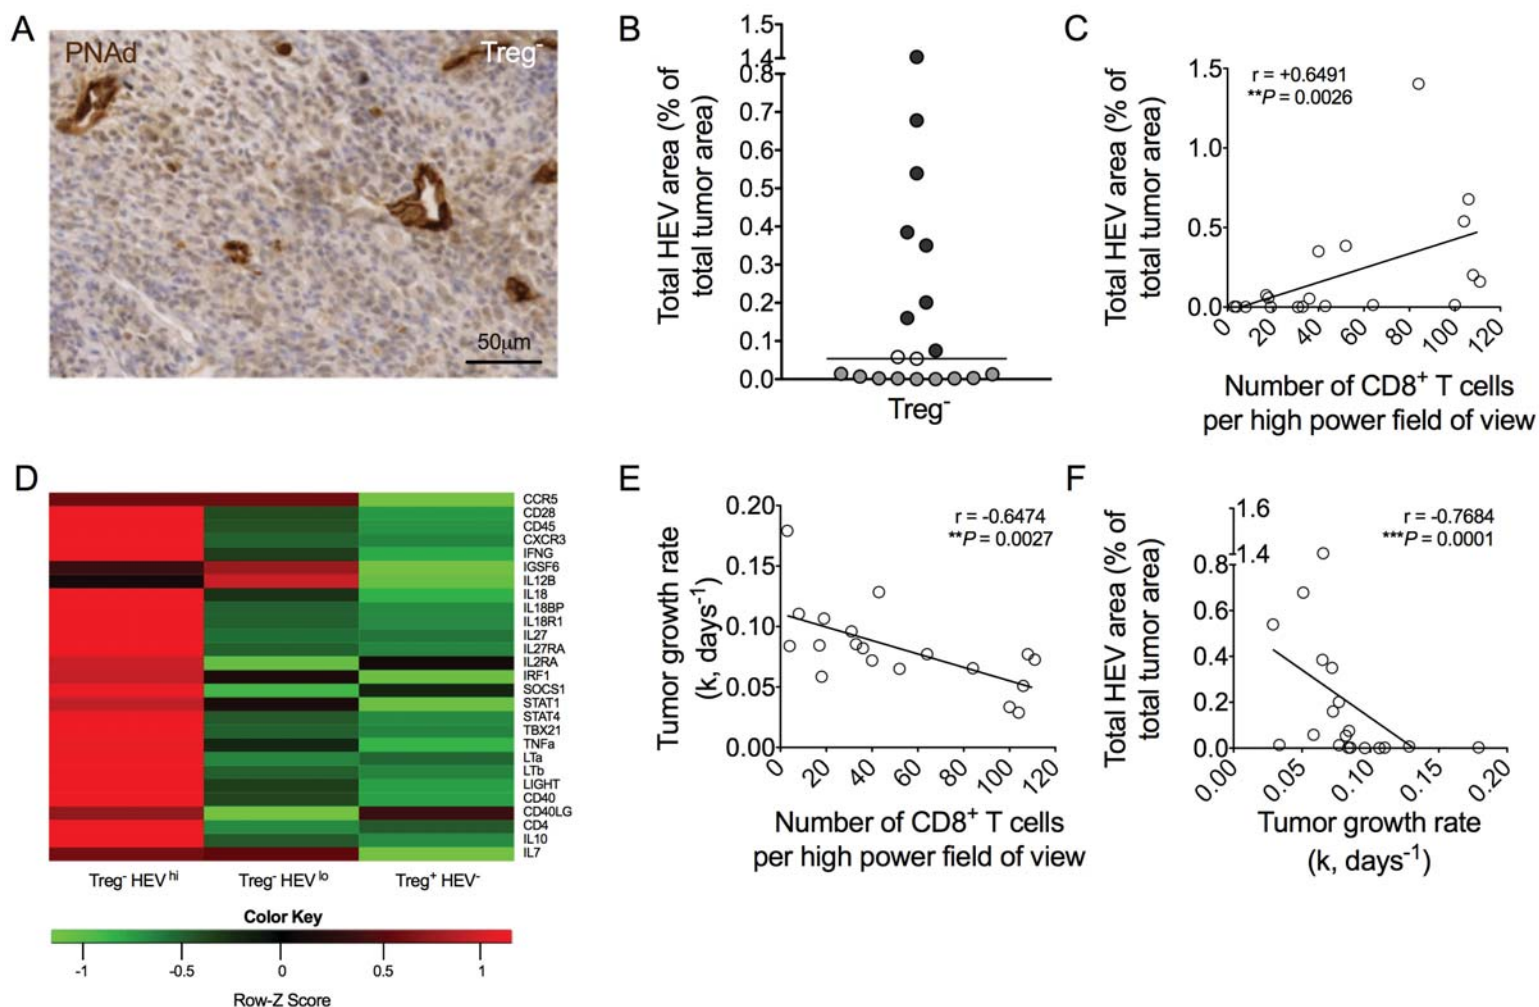 A
PNAd
Treg⁻
50µm
B
Total HEV area (% of
total tumor area)
1.5
1.4
0.8
0.7
0.6
0.5
0.4
0.3
0.2
0.1
0.0
Treg⁻
C
Total HEV area (% of
total tumor area)
r = +0.6491
**P = 0.0026
1.5
1.0
0.5
0.0
0 20 40 60 80 100 120
Number of CD8⁺ T cells
per high power field of view
D
CCR5
CD28
CD45
CXCR3
IFNG
IGSF6
IL12B
IL18
IL18BP
IL18R1
IL27
IL27RA
IL2RA
IRF1
SOCS1
STAT1
STAT4
TBX21
TNFa
LTa
LTb
LIGHT
CD40
CD40LG
CD4
IL10
IL7
Treg⁻ HEV hi Treg⁻ HEV lo Treg⁺ HEV⁻
Color Key
-1 -0.5 0 0.5 1
Row-Z Score
E
Tumor growth rate
(k, days⁻¹)
r = -0.6474
**P = 0.0027
0.20
0.15
0.10
0.05
0.00
0 20 40 60 80 100 120
Number of CD8⁺ T cells
per high power field of view
F
Total HEV area (% of
total tumor area)
r = -0.7684
***P = 0.0001
1.6
1.4
0.8
0.6
0.4
0.2
0.0
0.00 0.05 0.10 0.15 0.20
Tumor growth rate
(k, days⁻¹)